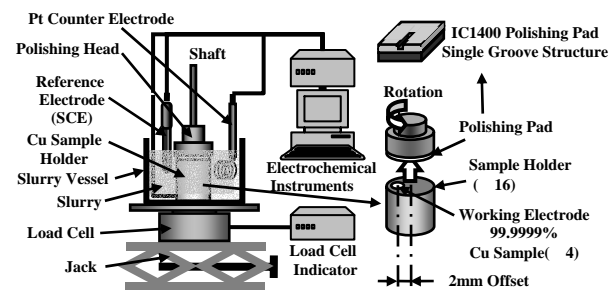 Pt Counter Electrode
Polishing Head
Shaft
Reference
Electrode
(SCE)
Cu Sample
Holder
Slurry Vessel
Slurry
Load Cell
Jack
Electrochemical
Instruments
Load Cell
Indicator
IC1400 Polishing Pad
Single Groove Structure
Rotation
Polishing Pad
Sample Holder
( 16)
Working Electrode
99.9999%
Cu Sample( 4)
2mm Offset